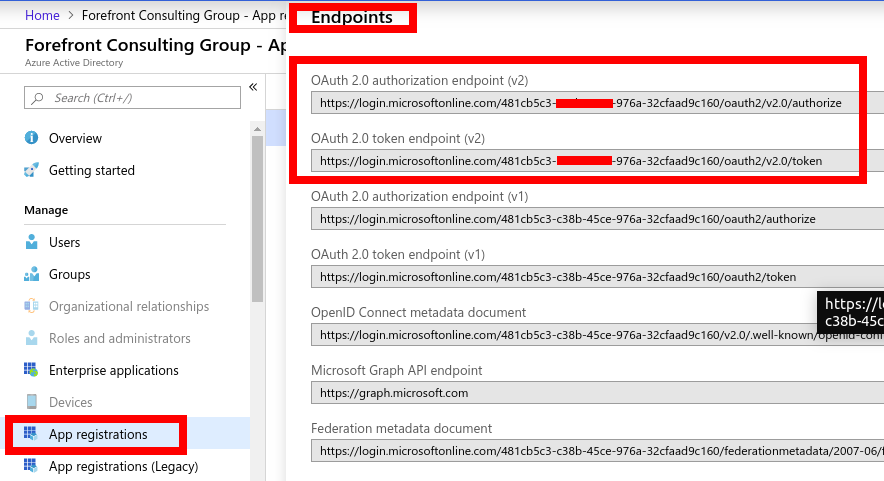 Home > Forefront Consulting Group - App re
Forefront Consulting Group - Ap
Azure Active Directory
Search (Ctrl+/)
«
Overview
Getting started
Manage
Users
Groups
Organizational relationships
Roles and administrators
Enterprise applications
Devices
App registrations
App registrations (Legacy)
Endpoints
OAuth 2.0 authorization endpoint (v2)
https://login.microsoftonline.com/481cb5c3- -976a-32cfaad9c160/oauth2/v2.0/authorize
OAuth 2.0 token endpoint (v2)
https://login.microsoftonline.com/481cb5c3- -976a-32cfaad9c160/oauth2/v2.0/token
OAuth 2.0 authorization endpoint (v1)
https://login.microsoftonline.com/481cb5c3-c38b-45ce-976a-32cfaad9c160/oauth2/authorize
OAuth 2.0 token endpoint (v1)
https://login.microsoftonline.com/481cb5c3-c38b-45ce-976a-32cfaad9c160/oauth2/token
https://lo
c38b-45c
OpenID Connect metadata document
https://login.microsoftonline.com/481cb5c3-c38b-45ce-976a-32cfaad9c160/v2.0/.well-known/openid-con
Microsoft Graph API endpoint
https://graph.microsoft.com
Federation metadata document
https://login.microsoftonline.com/481cb5c3-c38b-45ce-976a-32cfaad9c160/federationmetadata/2007-06/f